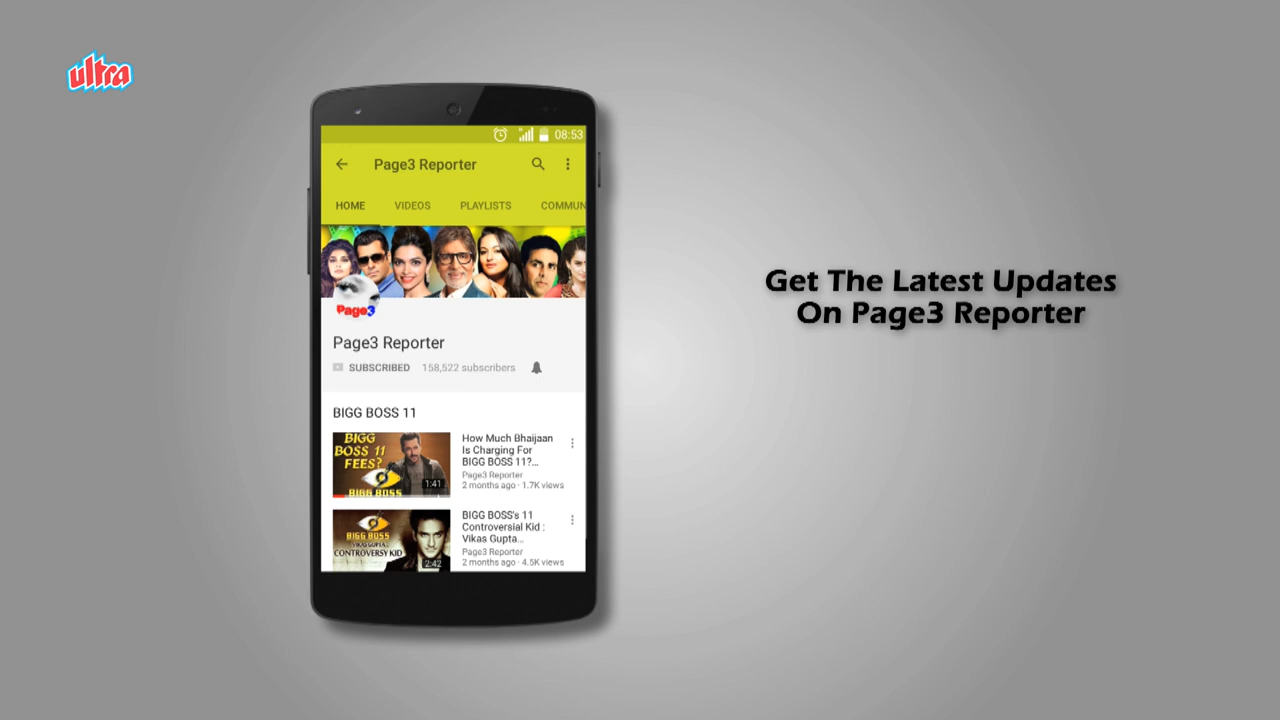 ultra
08:53
Page3 Reporter
HOME VIDEOS PLAYLISTS COMMUN
Page3
Page3 Reporter
SUBSCRIBED 158,522 subscribers
BIGG BOSS 11
BIGG
BOSS 11
FEES?
BIGG BOSS
1:41
How Much Bhaijaan
Is Charging For
BIGG BOSS 11?...
Page3 Reporter
2 months ago · 1.7K views
BIGG BOSS
VIKAS GUPTA
CONTROVERSY KID
2:42
BIGG BOSS's 11
Controversial Kid :
Vikas Gupta...
Page3 Reporter
2 months ago · 4.5K views
Get The Latest Updates
On Page3 Reporter